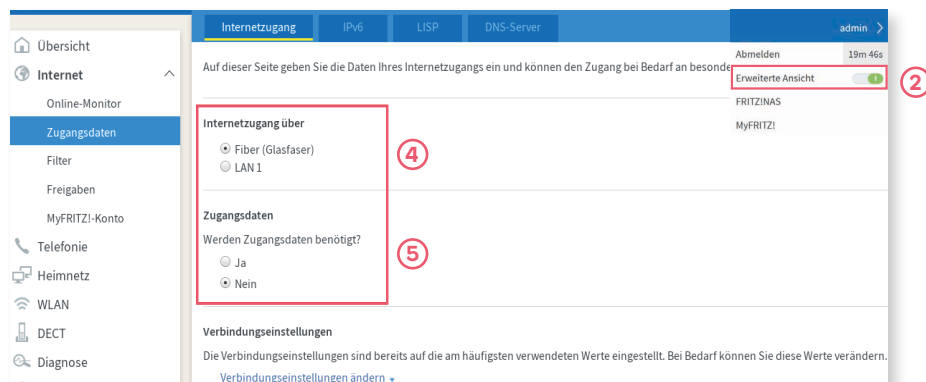 Internetzugang IPv6 LISP DNS-Server admin
Übersicht
Internet
Online-Monitor
Zugangsdaten
Filter
Freigaben
MyFRITZ!-Konto
Telefonie
Heimnetz
WLAN
DECT
Diagnose
Abmelden 19m 46s
Erweiterte Ansicht
FRITZ!NAS
MyFRITZ!
2
Auf dieser Seite geben Sie die Daten Ihres Internetzugangs ein und können den Zugang bei Bedarf an besonde
Internetzugang über
Fiber (Glasfaser)
LAN 1
4
Zugangsdaten
Werden Zugangsdaten benötigt?
Ja
Nein
5
Verbindungseinstellungen
Die Verbindungseinstellungen sind bereits auf die am häufigsten verwendeten Werte eingestellt. Bei Bedarf können Sie diese Werte verändern.
Verbindungseinstellungen ändern